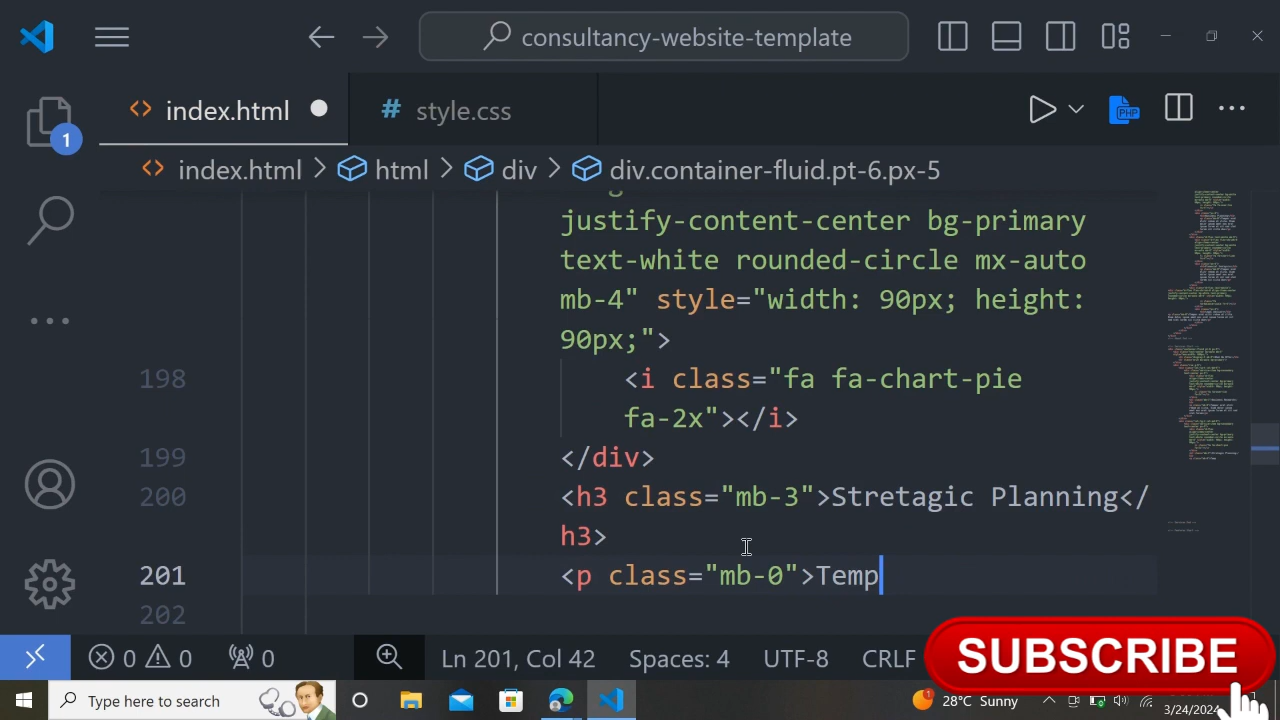 consultancy-website-template
index.html
style.css
index.html > html > div > div.container-fluid.pt-6.px-5
justify-content-center bg-primary
text-white rounded-circle mx-auto
mb-4" style="width: 90px; height:
90px;">
198 <i class="fa fa-chart-pie
fa-2x"></i>
199 </div>
200 <h3 class="mb-3">Stretagic Planning</
h3>
201 <p class="mb-0">Temp
202
1
PHP
0 0 0 Ln 201, Col 42 Spaces: 4 UTF-8 CRLF
SUBSCRIBE
Type here to search
1
28°C Sunny
3/24/2024